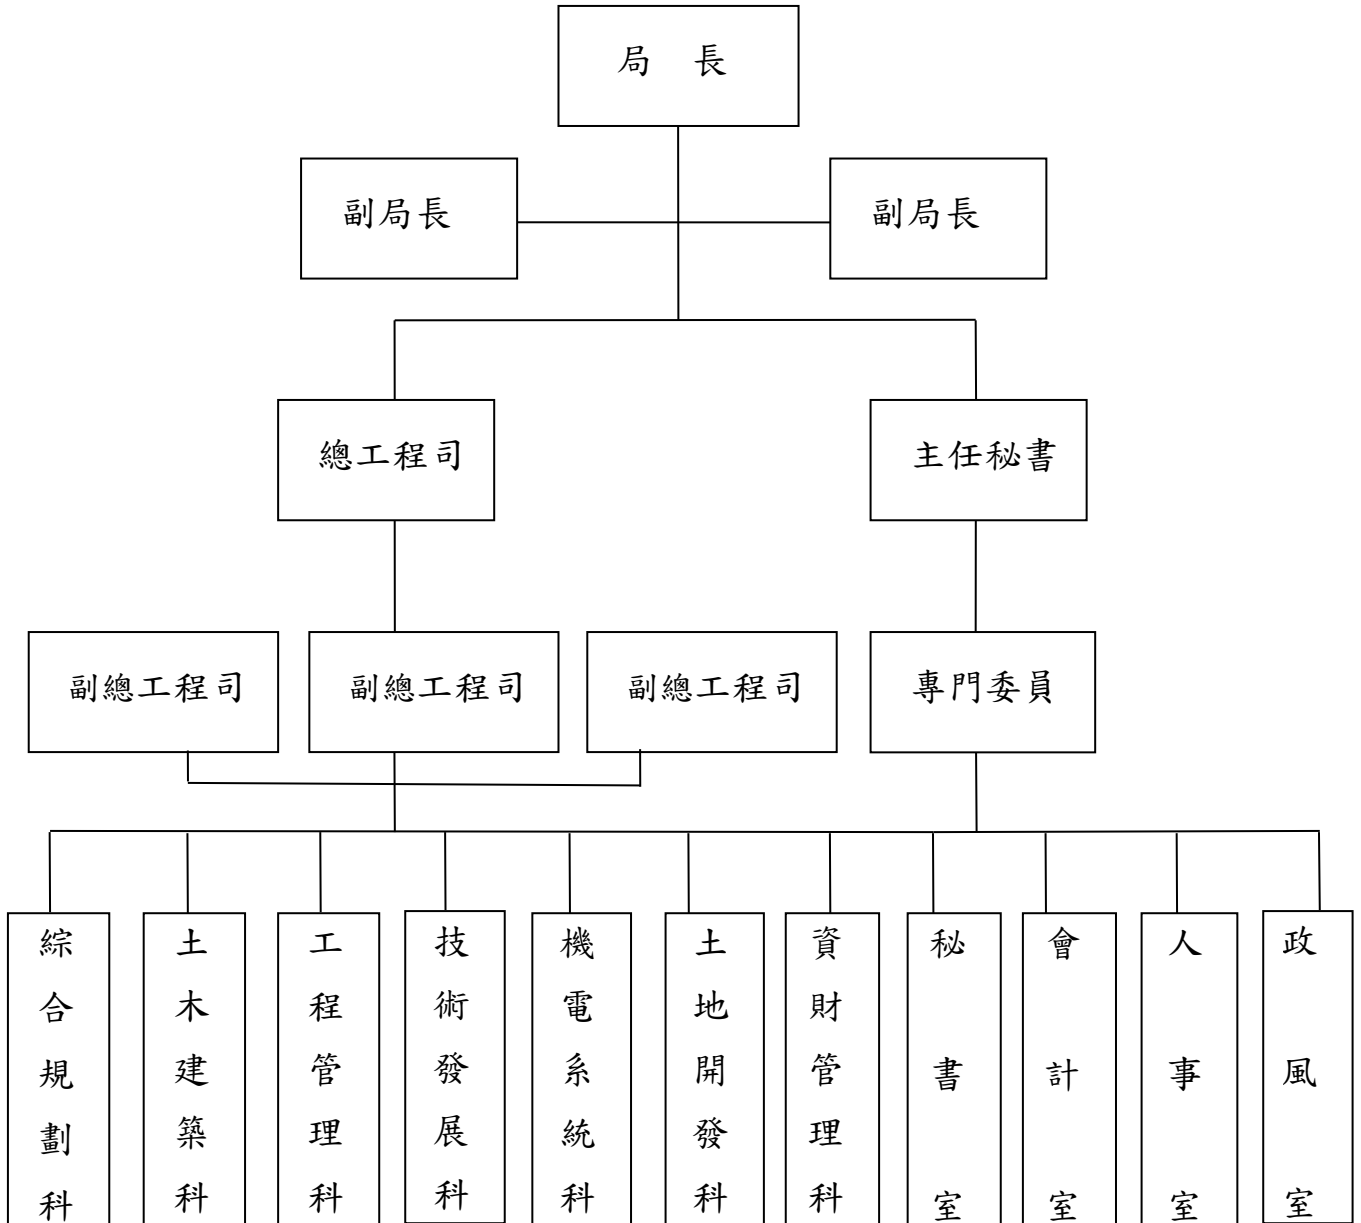 局 長
副局長
副局長
總工程司
主任秘書
副總工程司
副總工程司
副總工程司
專門委員
綜合規劃科
土木建築科
工程管理科
技術發展科
機電系統科
土地開發科
資財管理科
秘書室
會計室
人事室
政風室